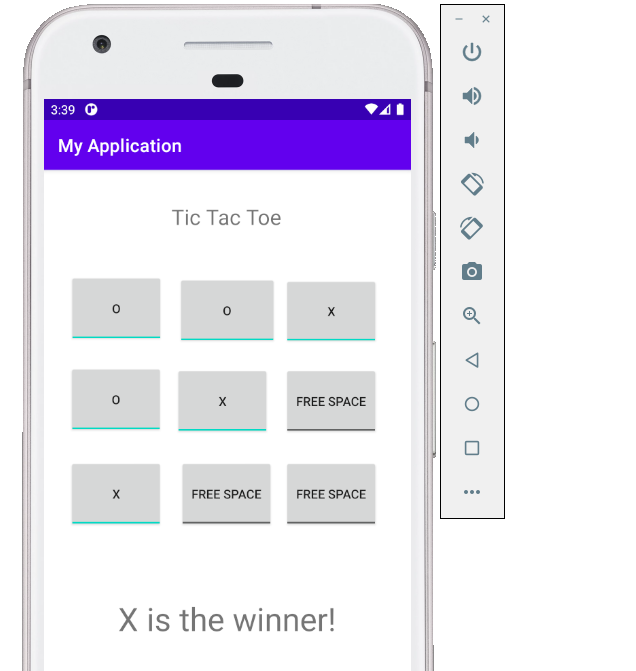 3:39
My Application
Tic Tac Toe
O O X
O X FREE SPACE
X FREE SPACE FREE SPACE
X is the winner!